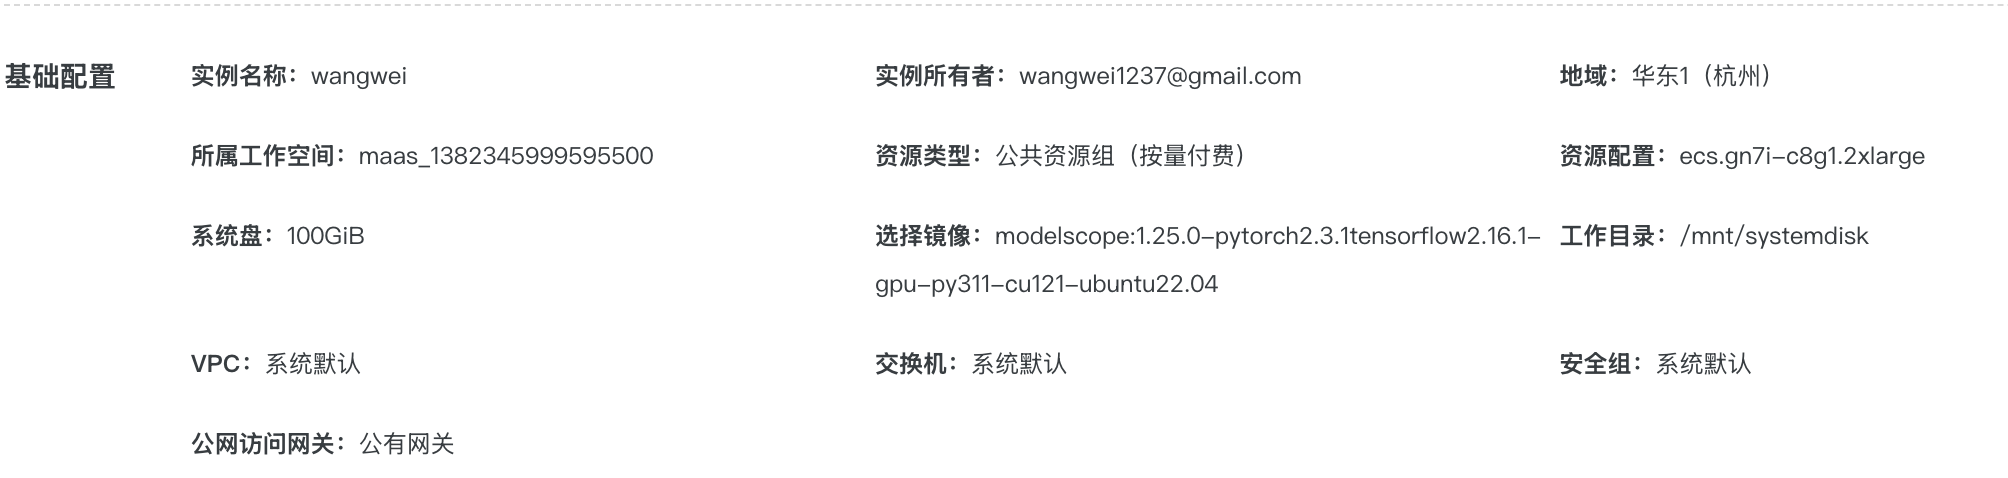 基础配置
实例名称：wangwei
实例所有者：wangwei1237@gmail.com
地域：华东1（杭州）
所属工作空间：maas_1382345999595500
资源类型：公共资源组（按量付费）
资源配置：ecs.gn7i-c8g1.2xlarge
系统盘：100GiB
选择镜像：modelscope:1.25.0-pytorch2.3.1tensorflow2.16.1-
gpu-py311-cu121-ubuntu22.04
工作目录：/mnt/systemdisk
VPC：系统默认
交换机：系统默认
安全组：系统默认
公网访问网关：公有网关